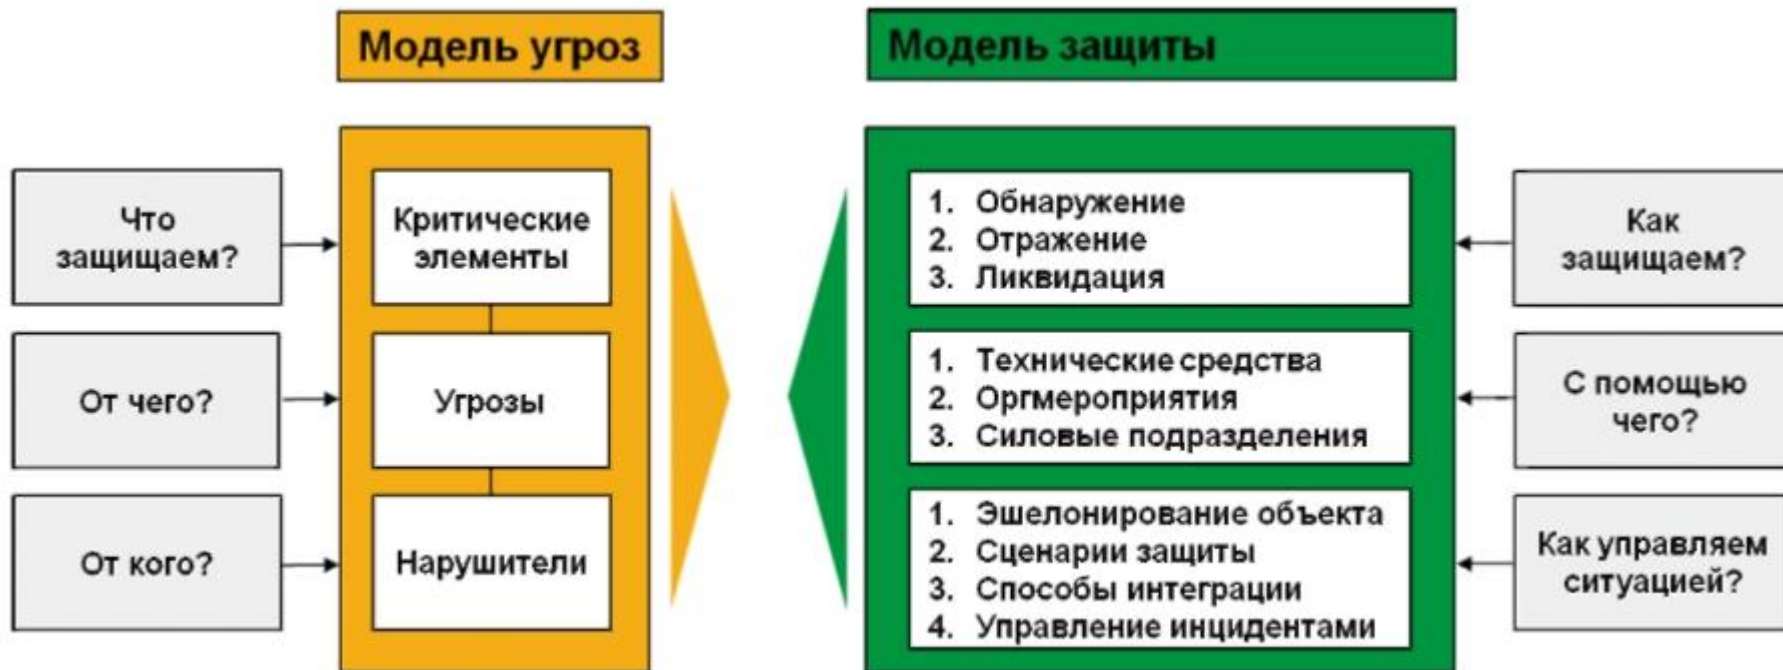 Модель угроз
Модель защиты
Что
защищаем?
От чего?
От кого?
Критические
элементы
Угрозы
Нарушители
1. Обнаружение
2. Отражение
3. Ликвидация
1. Технические средства
2. Оргмероприятия
3. Силовые подразделения
1. Эшелонирование объекта
2. Сценарии защиты
3. Способы интеграции
4. Управление инцидентами
Как
защищаем?
С помощью
чего?
Как управляем
ситуацией?